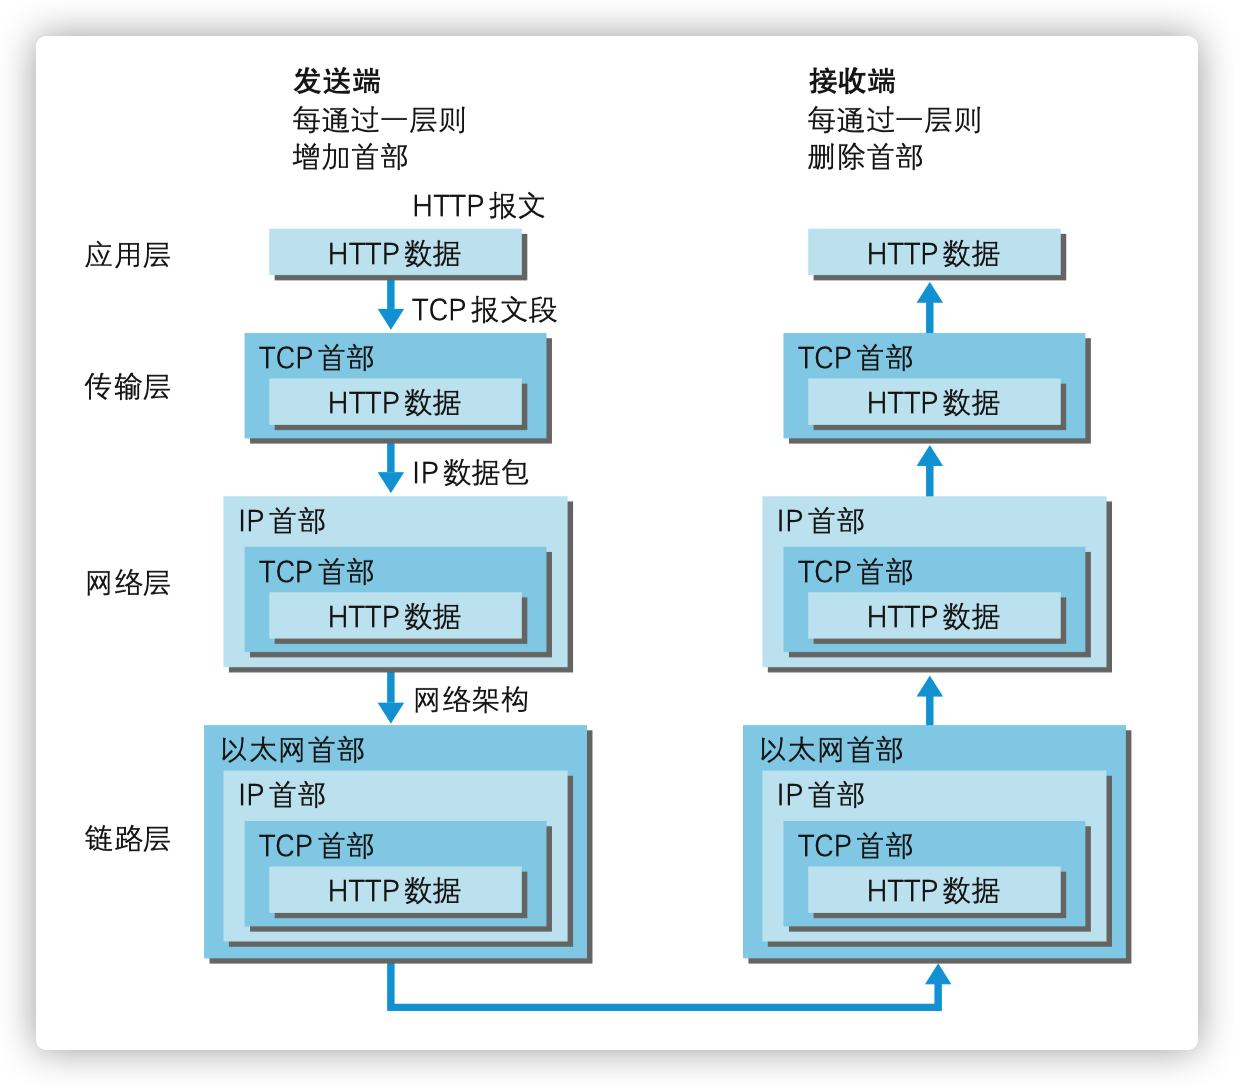 发送端
每通过一层则
增加首部
接收端
每通过一层则
删除首部
HTTP 报文
应用层
HTTP 数据
HTTP 数据
TCP 报文段
传输层
TCP 首部
HTTP 数据
TCP 首部
HTTP 数据
IP 数据包
网络层
IP 首部
TCP 首部
HTTP 数据
IP 首部
TCP 首部
HTTP 数据
网络架构
链路层
以太网首部
IP 首部
TCP 首部
HTTP 数据
以太网首部
IP 首部
TCP 首部
HTTP 数据